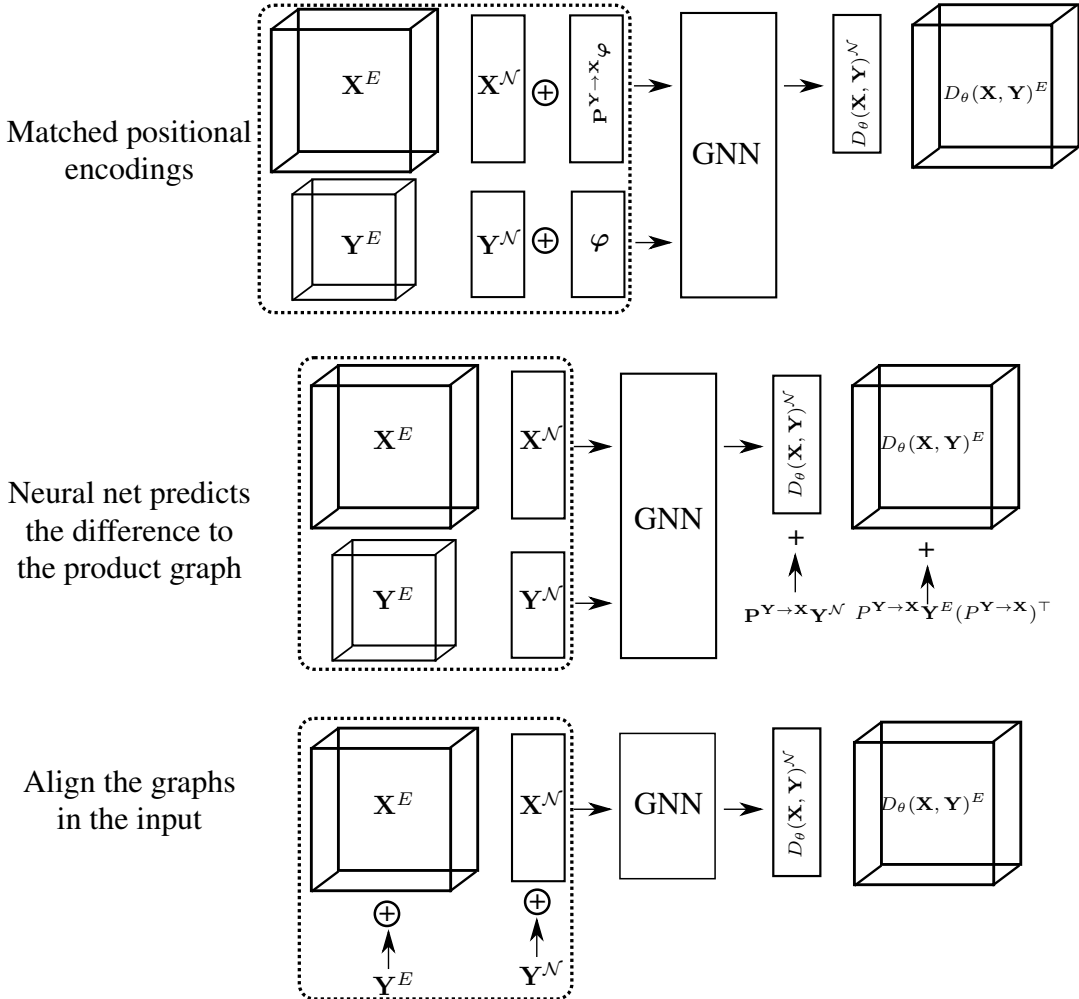 Matched positional
encodings
𝐗^E
𝐗^𝒩
⊕
𝐏^{𝐘→𝐗}𝝋
GNN
D_θ(𝐗, 𝐘)^𝒩
D_θ(𝐗, 𝐘)^E
𝐘^E
𝐘^𝒩
⊕
𝝋
Neural net predicts
the difference to
the product graph
𝐗^E
𝐗^𝒩
GNN
D_θ(𝐗, 𝐘)^𝒩
D_θ(𝐗, 𝐘)^E
𝐘^E
𝐘^𝒩
+
+
𝐏^{𝐘→𝐗}𝐘^𝒩
P^{𝐘→𝐗}𝐘^E(P^{𝐘→𝐗})^⊤
Align the graphs
in the input
𝐗^E
𝐗^𝒩
GNN
D_θ(𝐗, 𝐘)^𝒩
D_θ(𝐗, 𝐘)^E
⊕
⊕
𝐘^E
𝐘^𝒩